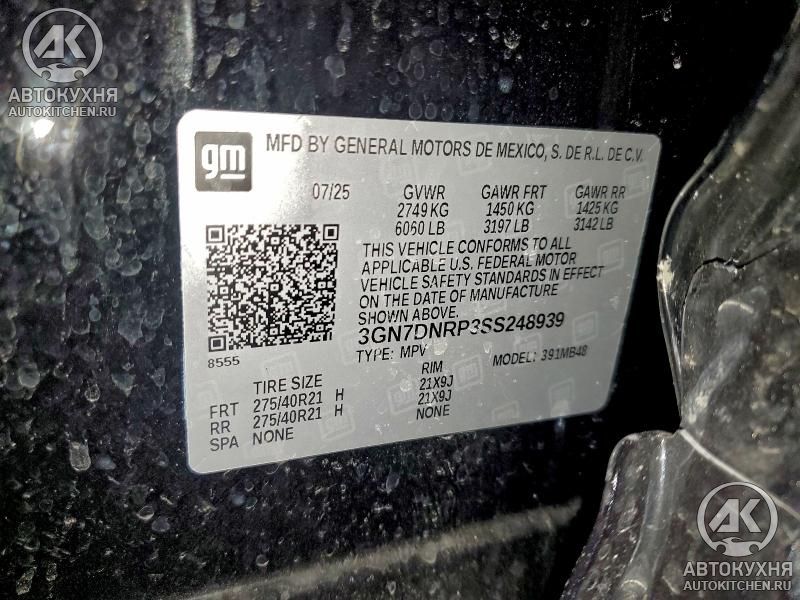 АК
АВТОКУХНЯ
AUTOKITCHEN.RU
gm
MFD BY GENERAL MOTORS DE MEXICO, S. DE R.L. DE C.V.
07/25 GVWR GAWR FRT GAWR RR
2749 KG 1450 KG 1425 KG
6060 LB 3197 LB 3142 LB
THIS VEHICLE CONFORMS TO ALL
APPLICABLE U.S. FEDERAL MOTOR
VEHICLE SAFETY STANDARDS IN EFFECT
ON THE DATE OF MANUFACTURE
SHOWN ABOVE.
3GN7DNRP3SS248939
8555 TYPE: MPV MODEL: 391MB48
TIRE SIZE RIM
FRT 275/40R21 H 21X9J
RR 275/40R21 H 21X9J
SPA NONE NONE
АК
АВТОКУХНЯ
AUTOKITCHEN.RU